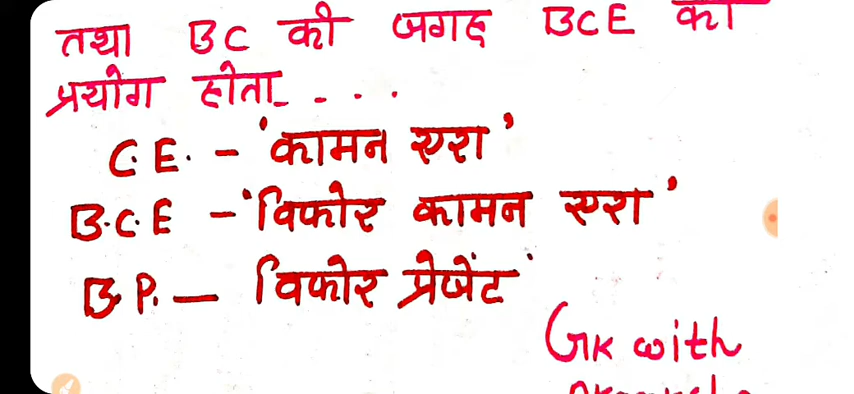 तथा BC की जगह BCE का
प्रयोग होता_ . . .
C.E. - 'कामन एरा'
B.C.E - 'विफोर कामन एरा'
B.P. — विफोर प्रेजेंट'
GK with